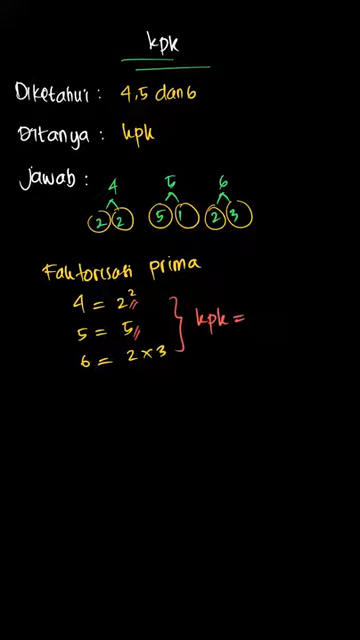 kpk
Diketahui : 4,5 dan 6
Ditanya : kpk
Jawab :
4 5 6
2 2 5 1 2 3
Faktorisasi prima
4 = 2²
5 = 5
6 = 2 × 3
kpk =